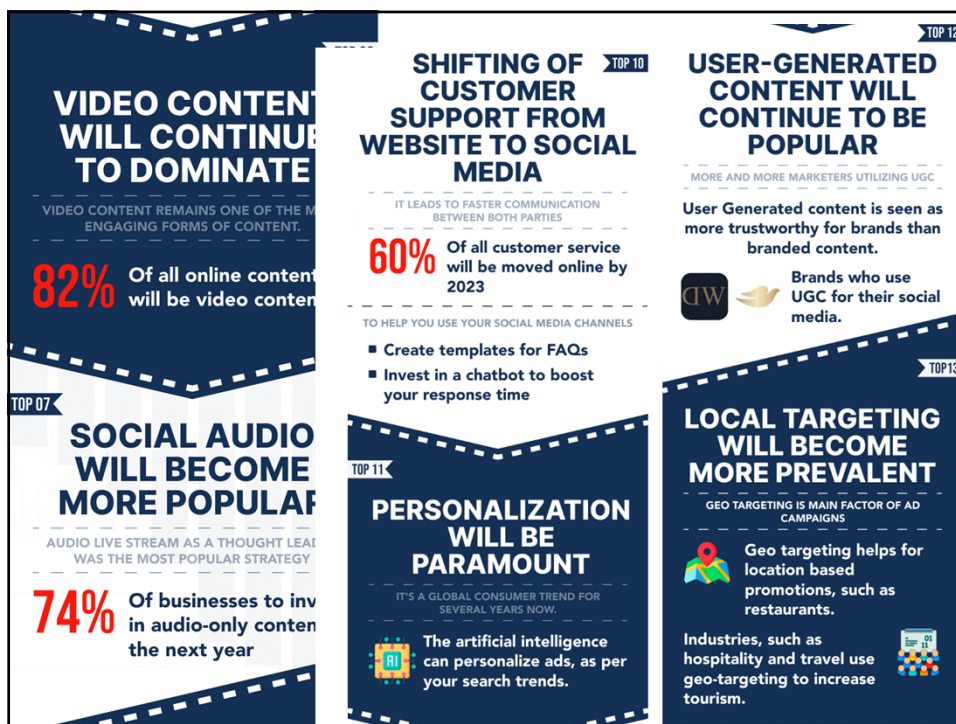 VIDEO CONTENT
WILL CONTINUE
TO DOMINATE
VIDEO CONTENT REMAINS ONE OF THE M
ENGAGING FORMS OF CONTENT.
82%
Of all online content
will be video conten
TOP 07
SOCIAL AUDIO
WILL BECOME
MORE POPULAR
AUDIO LIVE STREAM AS A THOUGHT LEAD
WAS THE MOST POPULAR STRATEGY
74%
Of businesses to inv
in audio-only conten
the next year
TOP 10
SHIFTING OF
CUSTOMER
SUPPORT FROM
WEBSITE TO SOCIAL
MEDIA
IT LEADS TO FASTER COMMUNICATION
BETWEEN BOTH PARTIES
60%
Of all customer service
will be moved online by
2023
TO HELP YOU USE YOUR SOCIAL MEDIA CHANNELS
Create templates for FAQs
Invest in a chatbot to boost
your response time
TOP 11
PERSONALIZATION
WILL BE
PARAMOUNT
IT'S A GLOBAL CONSUMER TREND FOR
SEVERAL YEARS NOW.
AI
The artificial intelligence
can personalize ads, as per
your search trends.
TOP 12
USER-GENERATED
CONTENT WILL
CONTINUE TO BE
POPULAR
MORE AND MORE MARKETERS UTILIZING UGC
User Generated content is seen as
more trustworthy for brands than
branded content.
DW
Brands who use
UGC for their social
media.
TOP13
LOCAL TARGETING
WILL BECOME
MORE PREVALENT
GEO TARGETING IS MAIN FACTOR OF AD
CAMPAIGNS
Geo targeting helps for
location based
promotions, such as
restaurants.
Industries, such as
hospitality and travel use
geo-targeting to increase
tourism.